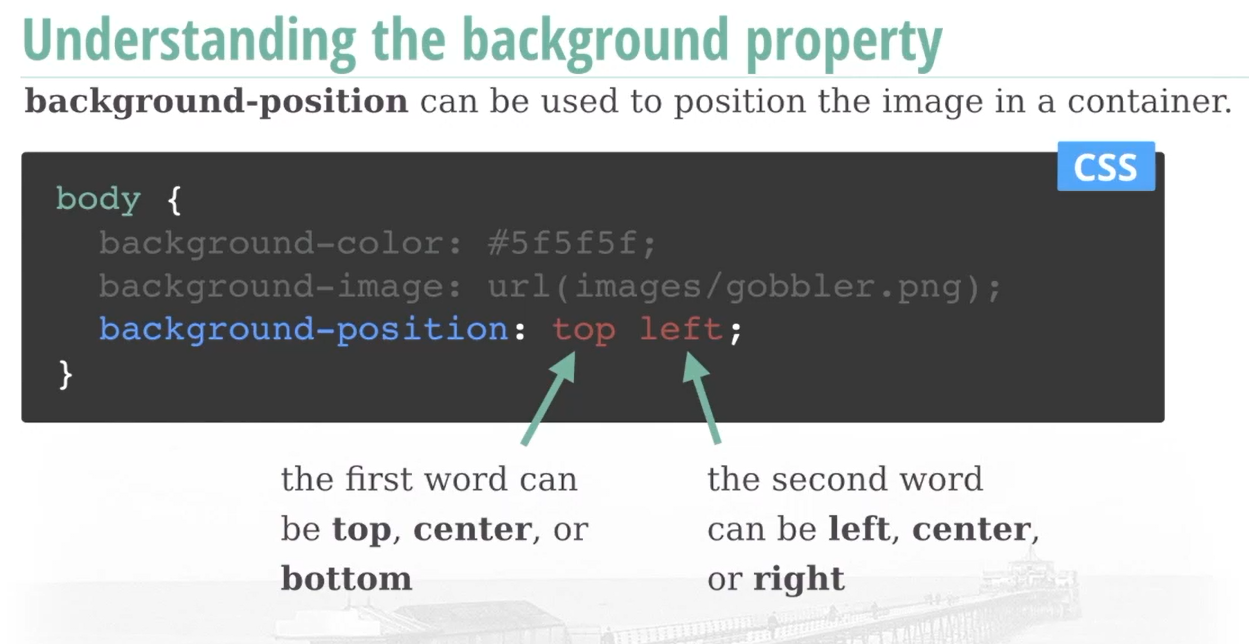 Understanding the background property
background-position can be used to position the image in a container.
CSS
body {
  background-color: #5f5f5f;
  background-image: url(images/gobbler.png);
  background-position: top left;
}
the first word can
be top, center, or
bottom
the second word
can be left, center,
or right